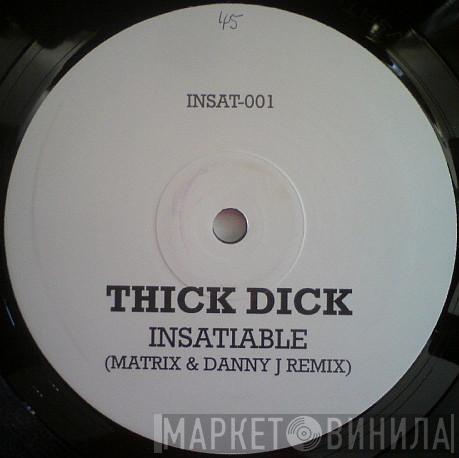 45
INSAT-001
THICK DICK
INSATIABLE
(MATRIX & DANNY J REMIX)
МАРКЕТ ВИНИЛА